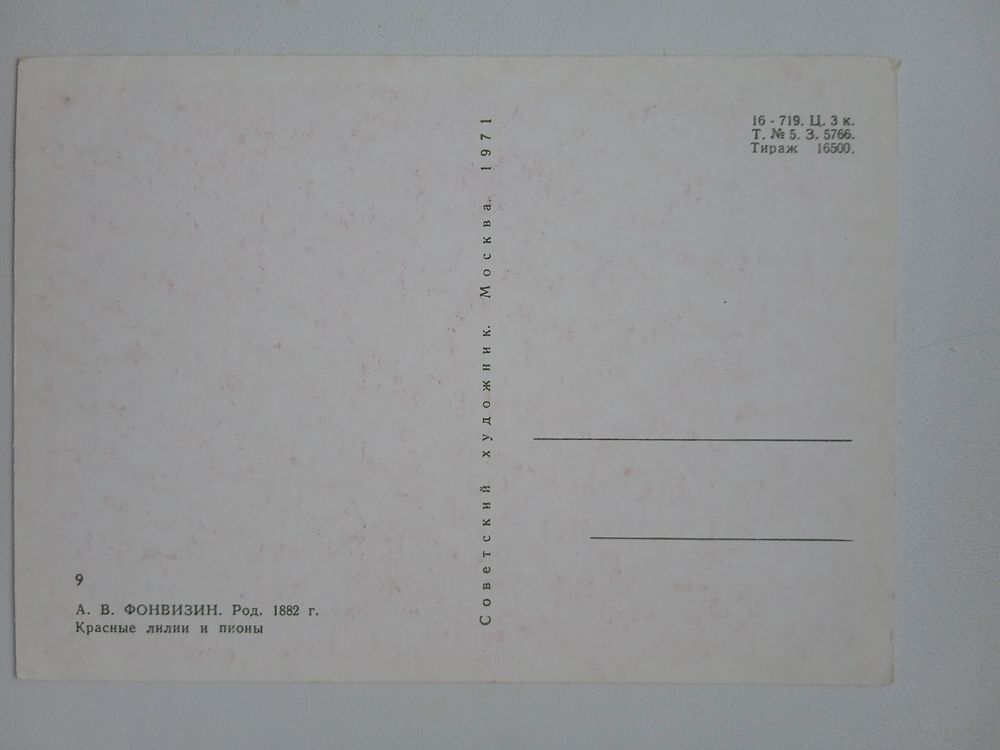 9
А. В. ФОНВИЗИН. Род. 1882 г.
Красные лилии и пионы
Советский художник. Москва 1971
16 - 719. Ц. 3 к.
Т. № 5. З. 5766.
Тираж 16500.